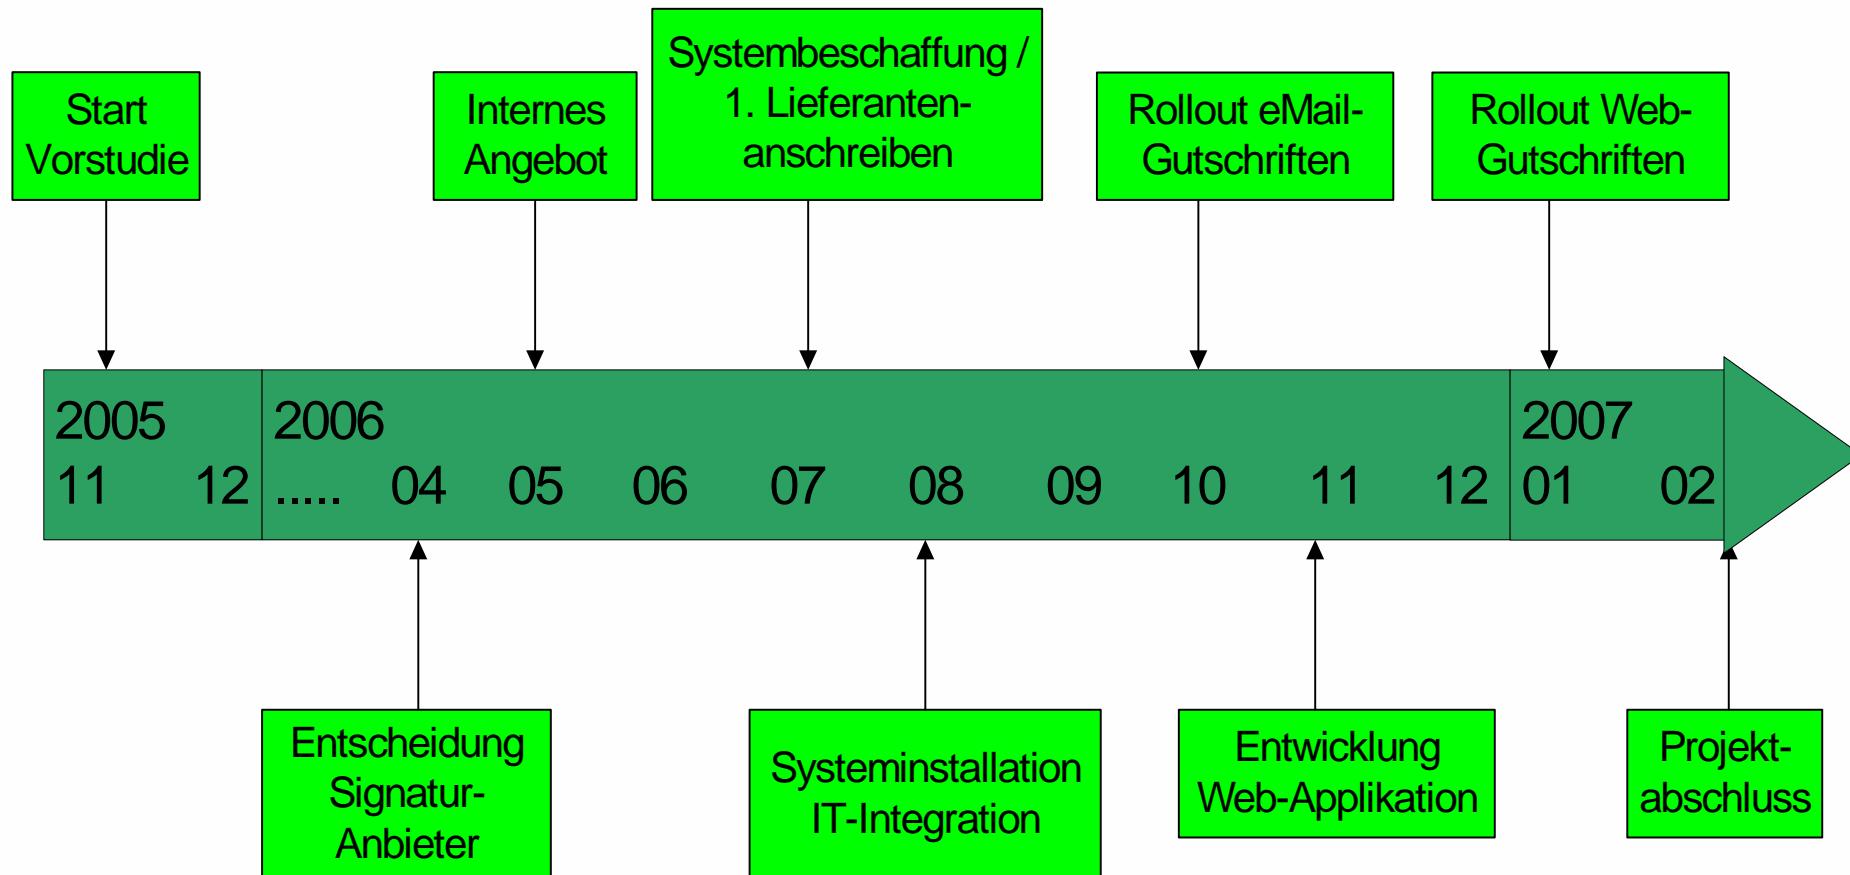 Start
Vorstudie
Internes
Angebot
Systembeschaffung /
1. Lieferanten-
anschreiben
Rollout eMail-
Gutschriften
Rollout Web-
Gutschriften
2005 2006 2007
11 12 ..... 04 05 06 07 08 09 10 11 12 01 02
Entscheidung
Signatur-
Anbieter
Systeminstallation
IT-Integration
Entwicklung
Web-Applikation
Projekt-
abschluss